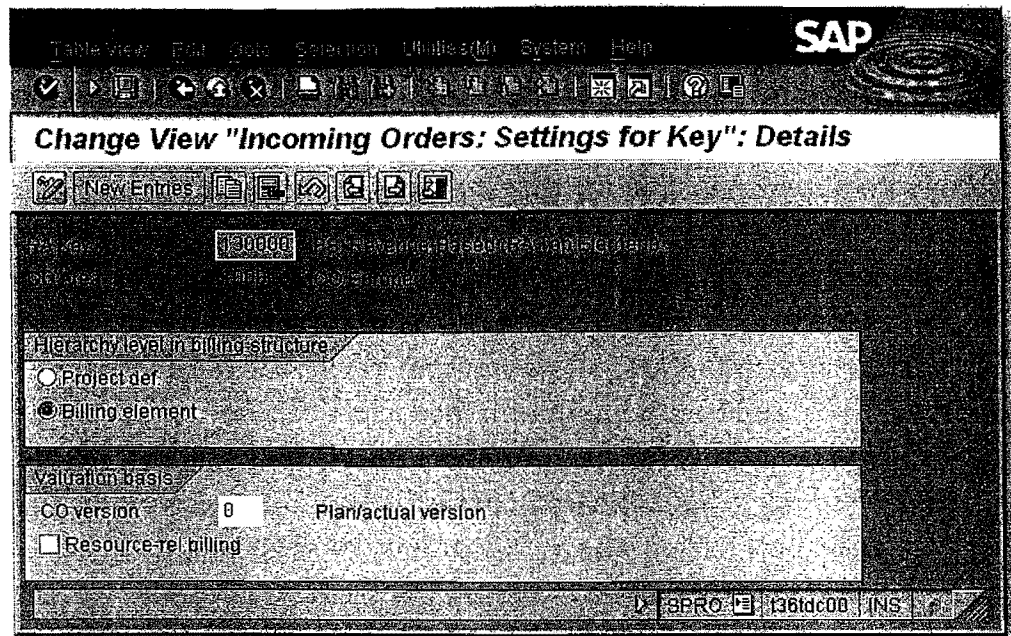 SAP
Table View Edit Goto Selection Utilities(M) System Help
Change View "Incoming Orders: Settings for Key": Details
New Entries
130000
Hierarchy level in billing structure
Project def.
Billing element
Valuation basis
CO version 0 Plan/actual version
Resource-rel.billing
SPRO INS